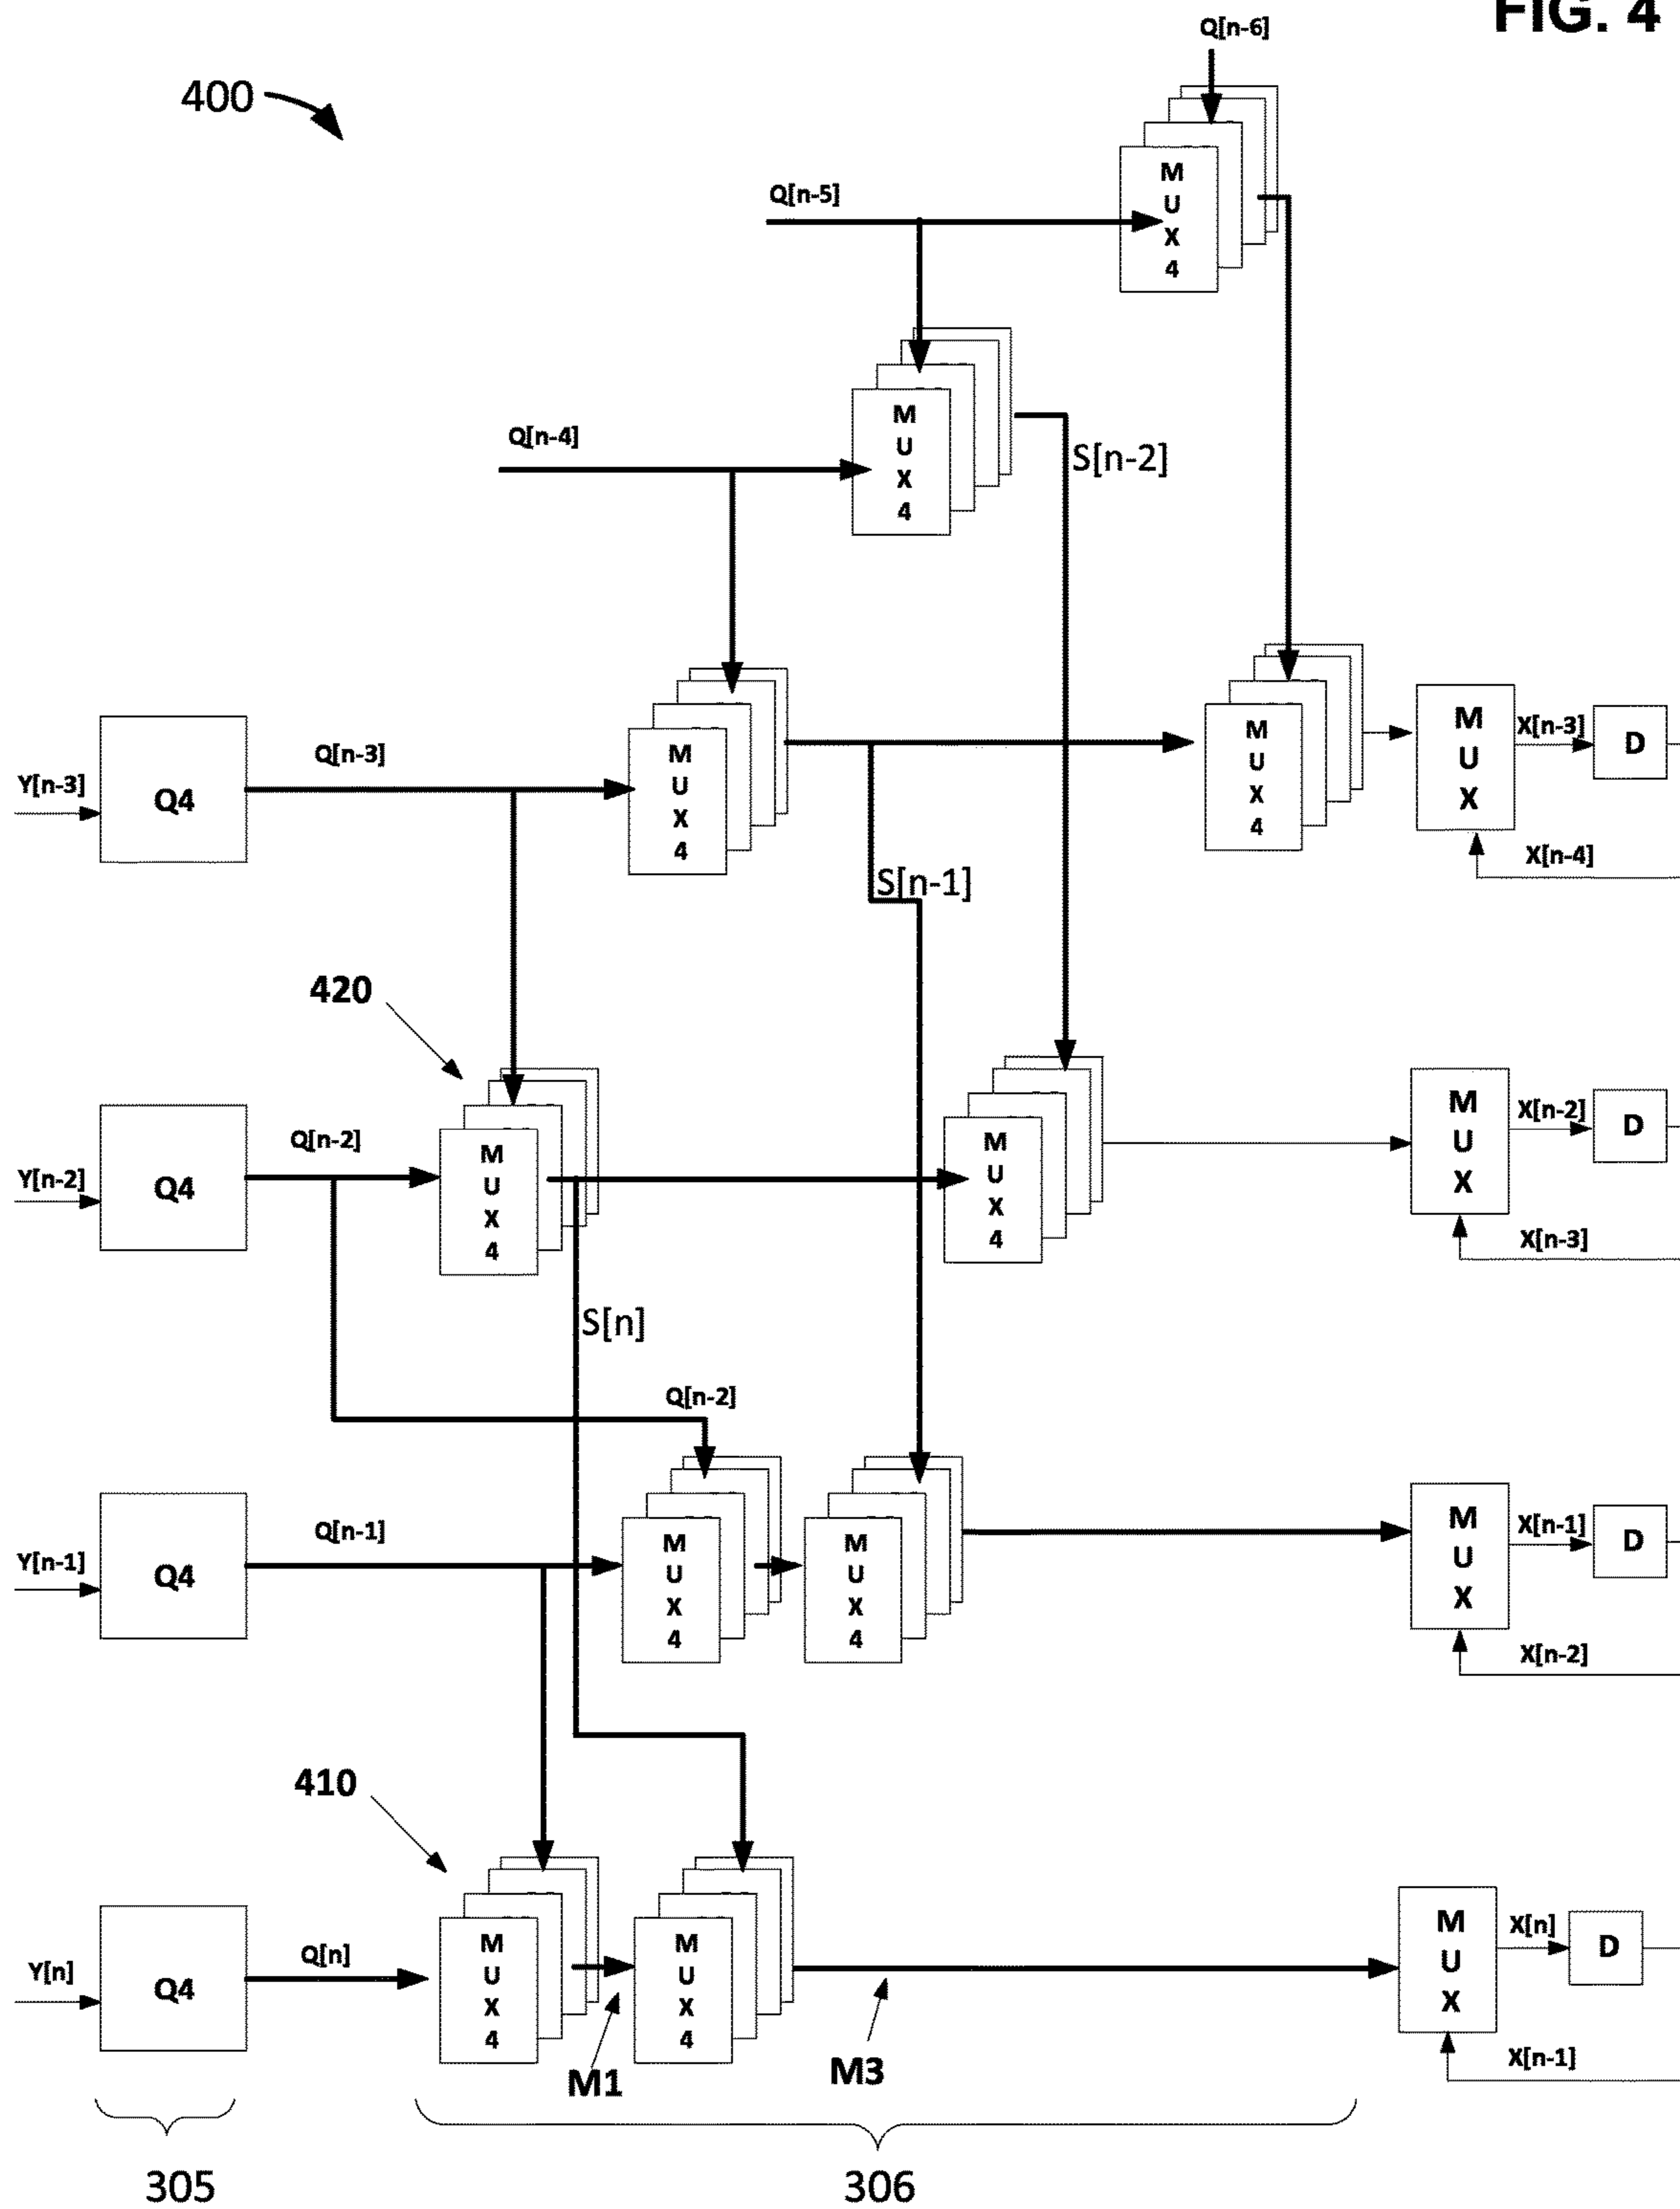 FIG. 4
Q[n-6]
400
M
U
X
4
Q[n-5]
M
U
X
4
Q[n-4]
S[n-2]
M
U
X
4
M
U
X
4
M
U
X
X[n-3]
D
Y[n-3]
Q4
Q[n-3]
X[n-4]
S[n-1]
420
M
U
X
4
M
U
X
4
M
U
X
X[n-2]
D
Y[n-2]
Q4
Q[n-2]
X[n-3]
S[n]
Q[n-2]
M
U
X
4
M
U
X
4
M
U
X
X[n-1]
D
Y[n-1]
Q4
Q[n-1]
X[n-2]
410
M
U
X
4
M
U
X
4
M
U
X
X[n]
D
Y[n]
Q4
Q[n]
X[n-1]
M1
M3
305
306